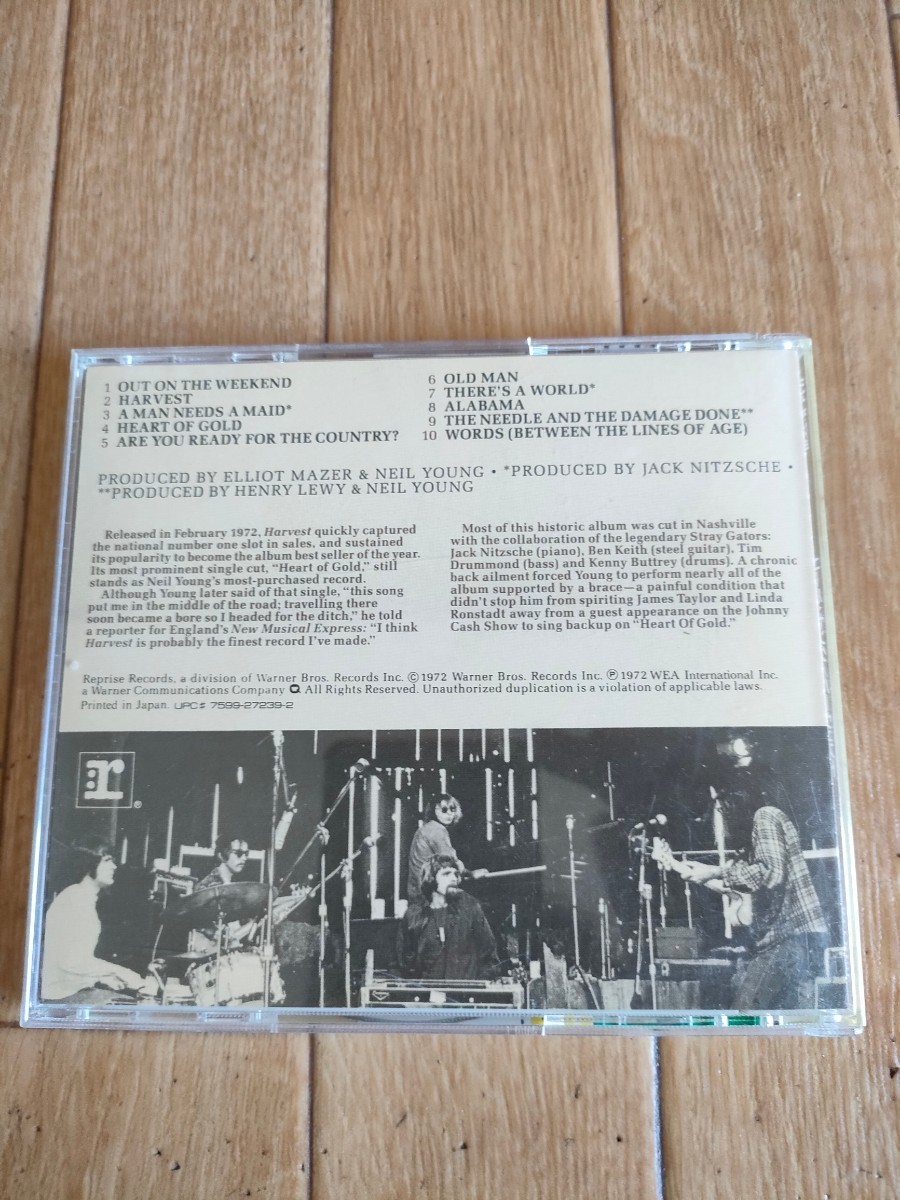 1 OUT ON THE WEEKEND
2 HARVEST
3 A MAN NEEDS A MAID*
4 HEART OF GOLD
5 ARE YOU READY FOR THE COUNTRY?
6 OLD MAN
7 THERE'S A WORLD*
8 ALABAMA
9 THE NEEDLE AND THE DAMAGE DONE**
10 WORDS (BETWEEN THE LINES OF AGE)
PRODUCED BY ELLIOT MAZER & NEIL YOUNG • *PRODUCED BY JACK NITZSCHE •
**PRODUCED BY HENRY LEWY & NEIL YOUNG
Released in February 1972, Harvest quickly captured
the national number one slot in sales, and sustained
its popularity to become the album best seller of the year.
Its most prominent single cut, "Heart of Gold," still
stands as Neil Young's most-purchased record.
Although Young later said of that single, "this song
put me in the middle of the road; travelling there
soon became a bore so I headed for the ditch," he told
a reporter for England's New Musical Express: "I think
Harvest is probably the finest record I've made."
Most of this historic album was cut in Nashville
with the collaboration of the legendary Stray Gators:
Jack Nitzsche (piano), Ben Keith (steel guitar), Tim
Drummond (bass) and Kenny Buttrey (drums). A chronic
back ailment forced Young to perform nearly all of the
album supported by a brace—a painful condition that
didn't stop him from spiriting James Taylor and Linda
Ronstadt away from a guest appearance on the Johnny
Cash Show to sing backup on "Heart Of Gold."
Reprise Records, a division of Warner Bros. Records Inc. ©1972 Warner Bros. Records Inc. ℗1972 WEA International Inc.
a Warner Communications Company. All Rights Reserved. Unauthorized duplication is a violation of applicable laws.
Printed in Japan. UPC# 7599-27239-2
:r ®